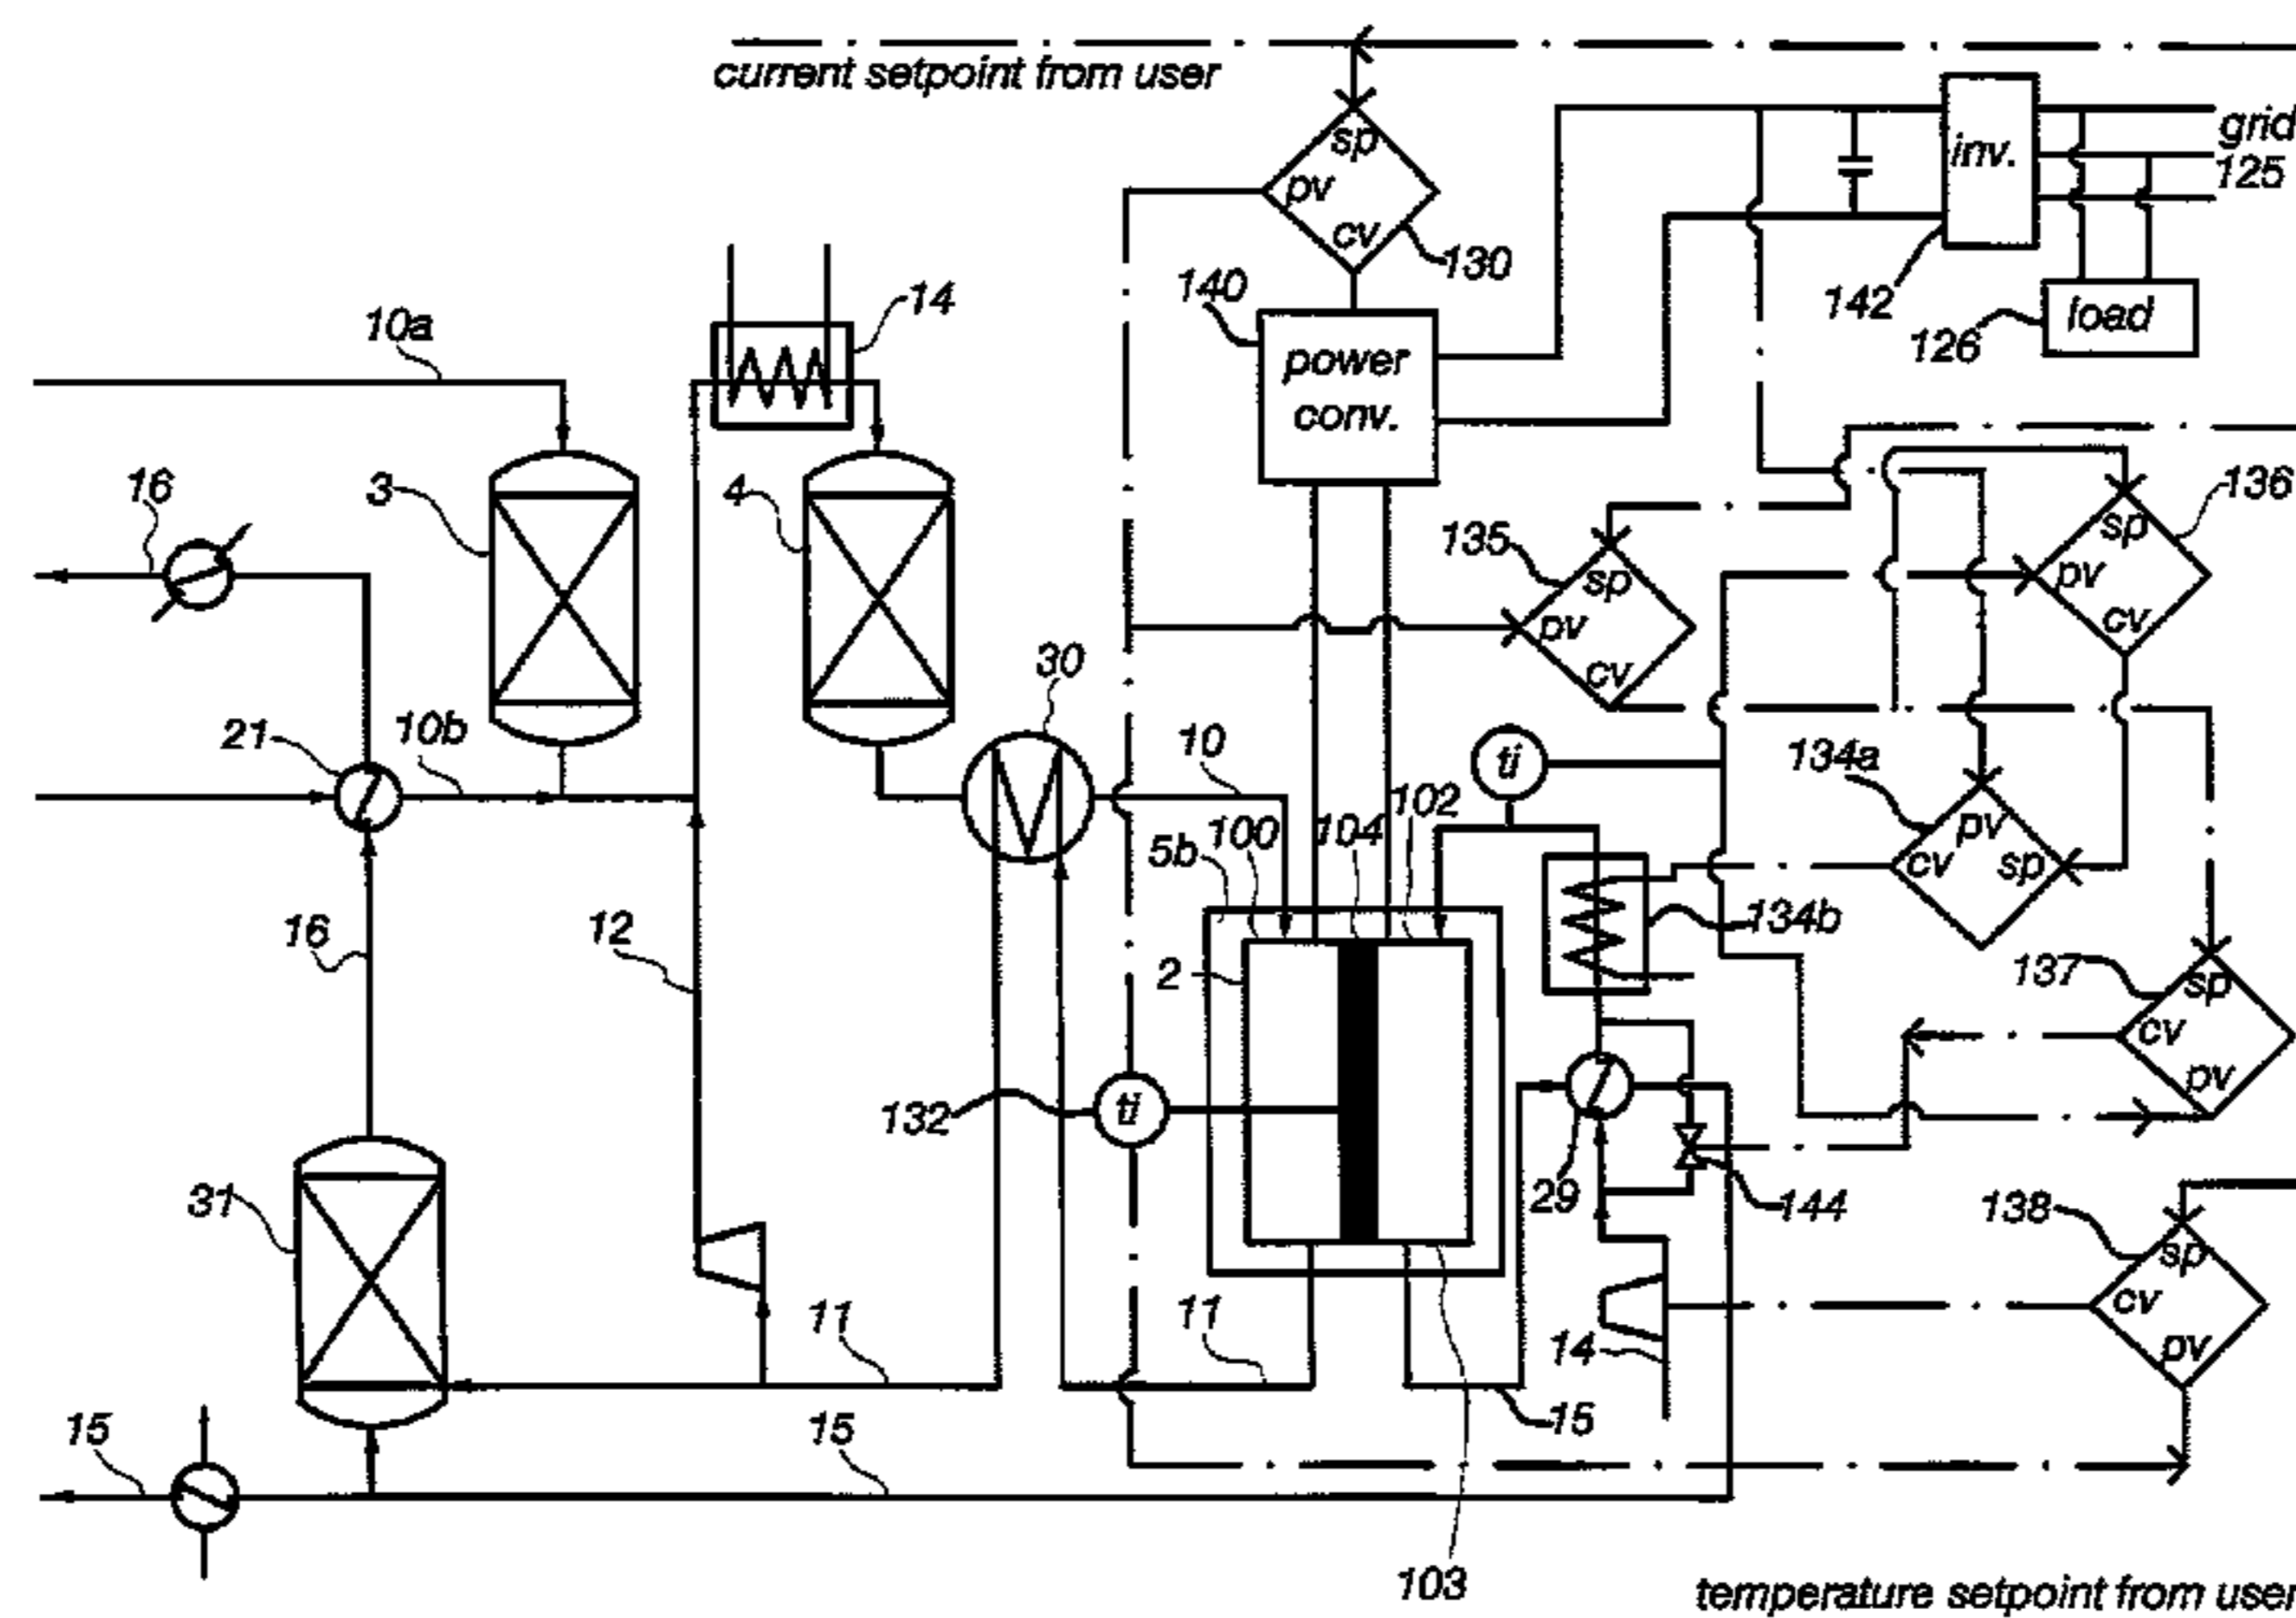 current setpoint from user
sp
pv
cv
130
inv.
grid
125
142
126
load
14
140
power
conv.
10a
16
3
4
136
sp
pv
cv
135
sp
pv
cv
30
21
10b
10
ti
134a
pv
cv
sp
5b
100
104
102
16
12
2
134b
137
sp
cv
pv
132
ti
31
29
144
138
sp
cv
pv
11
11
14
15
15
15
103
temperature setpoint from user